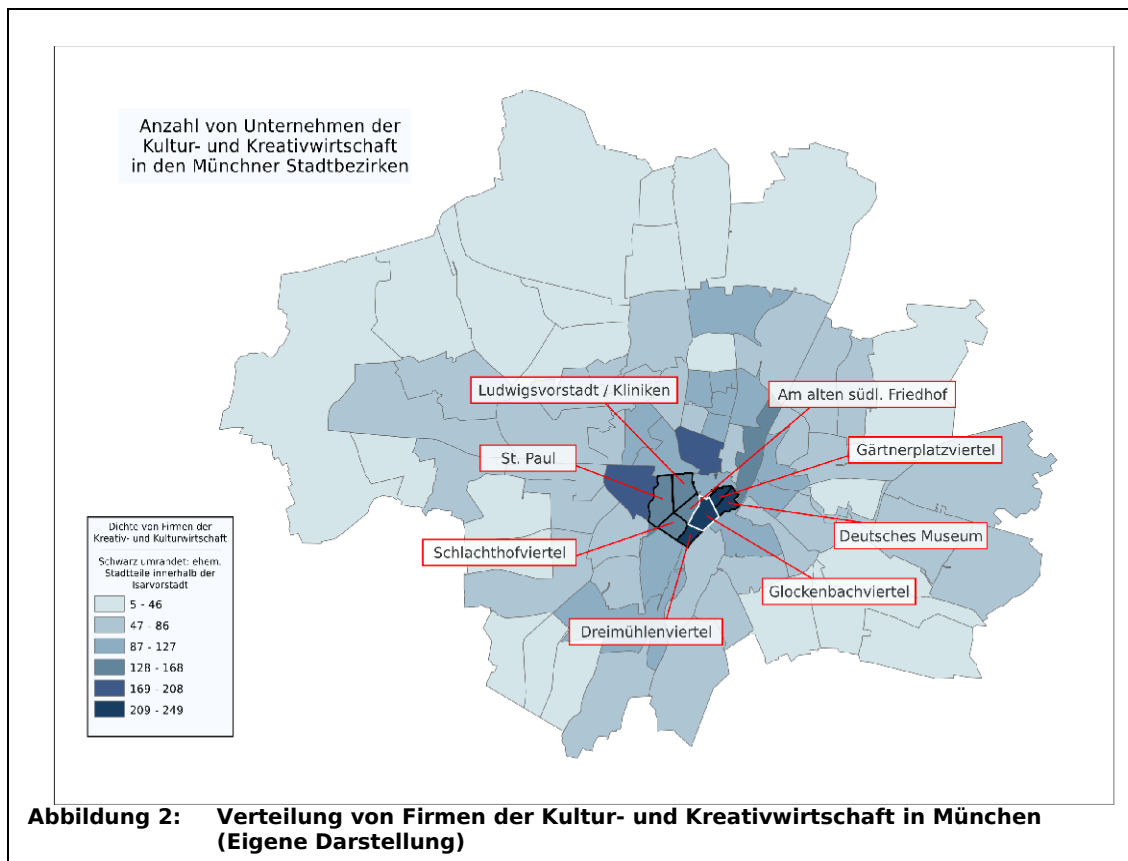 Anzahl von Unternehmen der
Kultur- und Kreativwirtschaft
in den Münchner Stadtbezirken
Ludwigsvorstadt / Kliniken
Am alten südl. Friedhof
St. Paul
Gärtnerplatzviertel
Schlachthofviertel
Deutsches Museum
Glockenbachviertel
Dreimühlenviertel
Dichte von Firmen der
Kreativ- und Kulturwirtschaft
Schwarz umrandet: ehem.
Stadtteile innerhalb der
Isarvorstadt
5 - 46
47 - 86
87 - 127
128 - 168
169 - 208
209 - 249
Abbildung 2: Verteilung von Firmen der Kultur- und Kreativwirtschaft in München
(Eigene Darstellung)